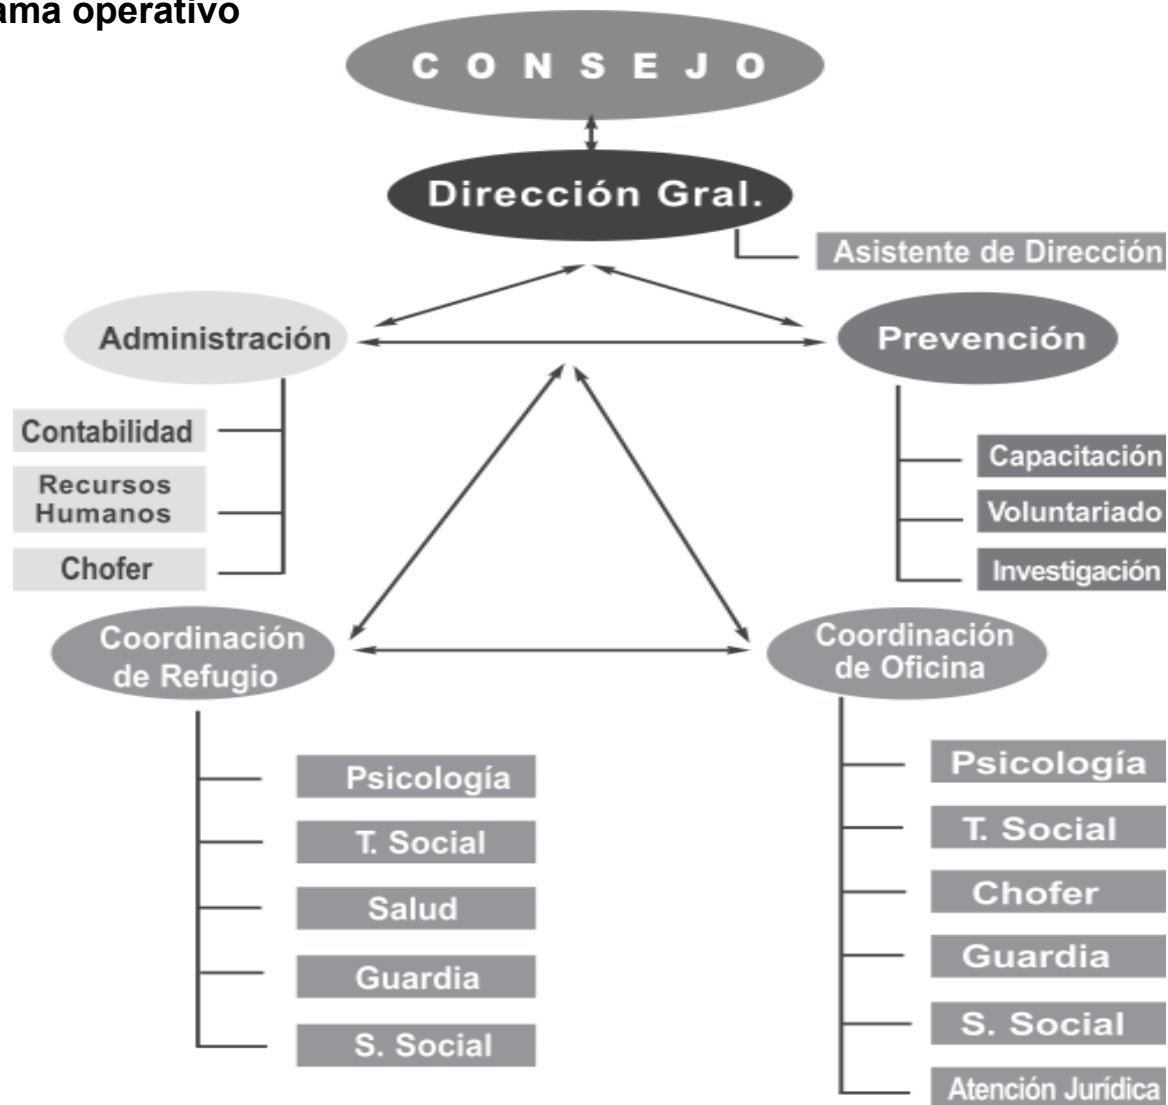 ama operativo
CONSEJO
Dirección Gral.
Asistente de Dirección
Administración
Prevención
Contabilidad
Recursos
Humanos
Chofer
Capacitación
Voluntariado
Investigación
Coordinación
de Refugio
Coordinación
de Oficina
Psicología
T. Social
Salud
Guardia
S. Social
Psicología
T. Social
Chofer
Guardia
S. Social
Atención Jurídica